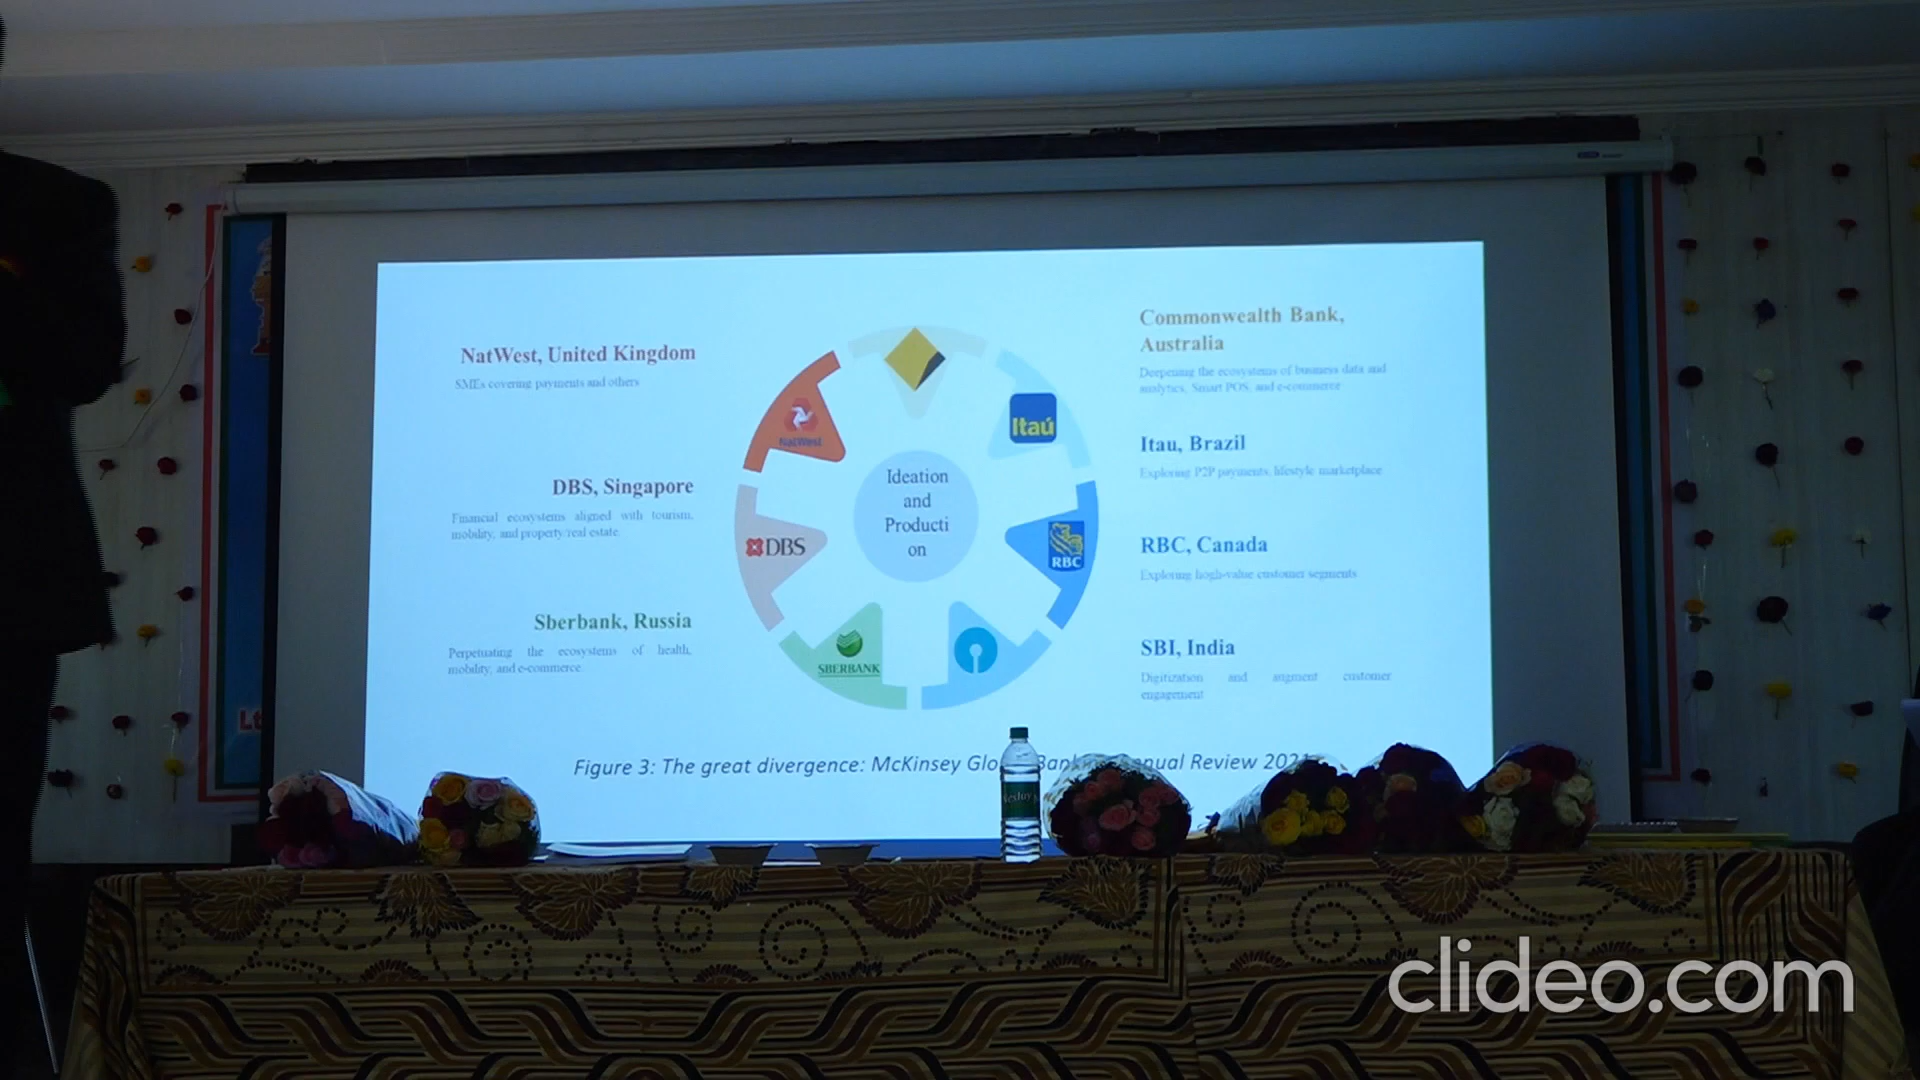 NatWest, United Kingdom
SMEs covering payments and others
DBS, Singapore
Financial ecosystems aligned with tourism,
mobility, and property/real estate
Sberbank, Russia
Perpetuating the ecosystems of health,
mobility, and e-commerce
NatWest
Itaú
DBS
RBC
SBERBANK
Ideation
and
Producti
on
Commonwealth Bank,
Australia
Deepening the ecosystems of business data and
analytics, Smart POS, and e-commerce
Itau, Brazil
Exploring P2P payments, lifestyle marketplace
RBC, Canada
Exploring hogh-value customer segments
SBI, India
Digitization and augment customer
engagement
Figure 3: The great divergence: McKinsey Annual Review
Lt
clideo.com